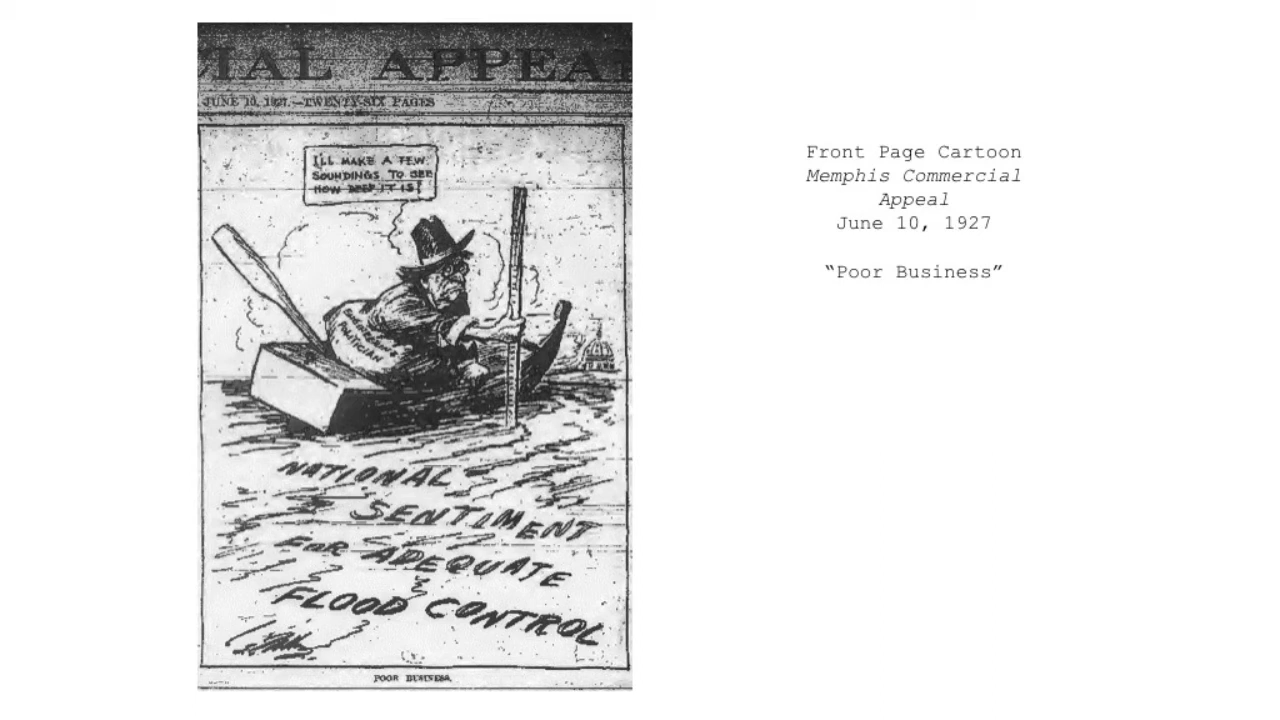 CIAL APPEA
JUNE 10, 1927.—TWENTY-SIX PAGES
I'LL MAKE A FEW
SOUNDINGS TO SEE
HOW DEEP IT IS!
POLITICIAN
NATIONAL
SENTIMENT
FOR ADEQUATE
FLOOD CONTROL
POOR BUSINESS.
Front Page Cartoon
Memphis Commercial
Appeal
June 10, 1927
“Poor Business”